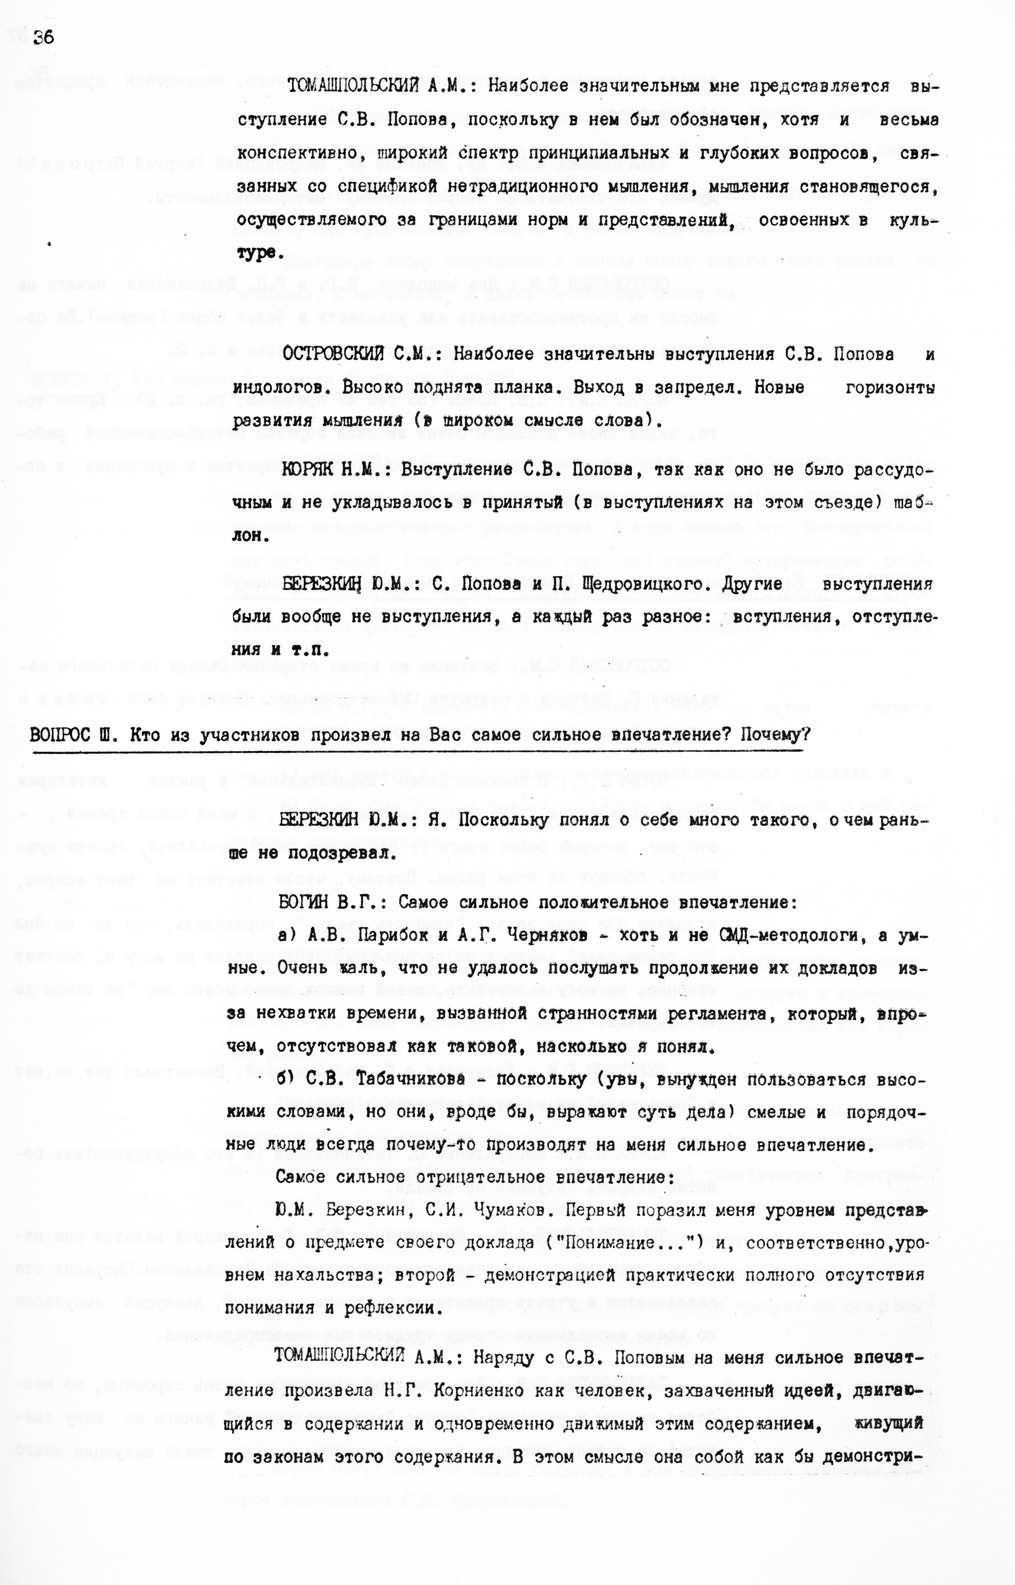 36
ТОМАШПОЛЬСКИЙ А.М.: Наиболее значительным мне представляется вы-
ступление С.В. Попова, поскольку в нем был обозначен, хотя и весьма
конспективно, широкий спектр принципиальных и глубоких вопросов, свя-
занных со спецификой нетрадиционного мышления, мышления становящегося,
осуществляемого за границами норм и представлений, освоенных в куль-
туре.
ОСТРОВСКИЙ С.М.: Наиболее значительны выступления С.В. Попова и
индологов. Высоко поднята планка. Выход в запредел. Новые горизонты
развития мышления (в широком смысле слова).
КОРЯК Н.М.: Выступление С.В. Попова, так как оно не было рассудо-
чным и не укладывалось в принятый (в выступлениях на этом съезде) шаб-
лон.
БЕРЕЗКИН Ю.М.: С. Попова и П. Щедровицкого. Другие выступления
были вообще не выступления, а каждый раз разное: вступления, отступле-
ния и т.п.
ВОПРОС Ш. Кто из участников произвел на Вас самое сильное впечатление? Почему?
БЕРЕЗКИН Ю.М.: Я. Поскольку понял о себе много такого, о чем рань-
ше не подозревал.
БОГИН В.Г.: Самое сильное положительное впечатление:
а) А.В. Парибок и А.Г. Черняков - хоть и не СМД-методологи, а ум-
ные. Очень жаль, что не удалось послушать продолжение их докладов из-
за нехватки времени, вызванной странностями регламента, который, впро-
чем, отсутствовал как таковой, насколько я понял.
б) С.В. Табачникова - поскольку (увы, вынужден пользоваться высо-
кими словами, но они, вроде бы, выражают суть дела) смелые и порядоч-
ные люди всегда почему-то производят на меня сильное впечатление.
Самое сильное отрицательное впечатление:
Ю.М. Березкин, С.И. Чумаков. Первый поразил меня уровнем представ-
лений о предмете своего доклада ("Понимание...") и, соответственно,уро-
внем нахальства; второй - демонстрацией практически полного отсутствия
понимания и рефлексии.
ТОМАШПОЛЬСКИЙ А.М.: Наряду с С.В. Поповым на меня сильное впечат-
ление произвела Н.Г. Корниенко как человек, захваченный идеей, двигаю-
щийся в содержании и одновременно движимый этим содержанием, живущий
по законам этого содержания. В этом смысле она собой как бы демонстри-